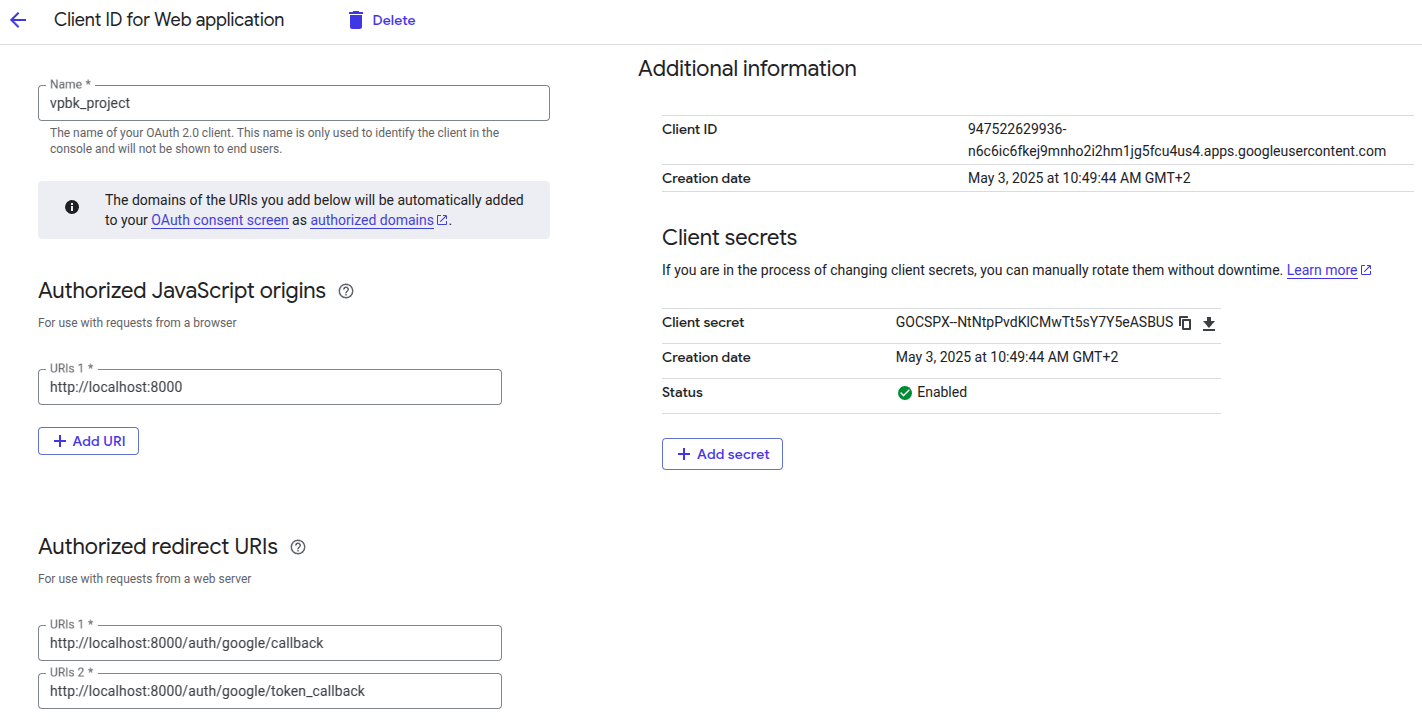 Client ID for Web application
Delete
Name *
vpbk_project
The name of your OAuth 2.0 client. This name is only used to identify the client in the
console and will not be shown to end users.
The domains of the URIs you add below will be automatically added
to your OAuth consent screen as authorized domains.
Authorized JavaScript origins
For use with requests from a browser
URIs 1 *
http://localhost:8000
Add URI
Authorized redirect URIs
For use with requests from a web server
URIs 1 *
http://localhost:8000/auth/google/callback
URIs 2 *
http://localhost:8000/auth/google/token_callback
Additional information
Client ID
947522629936-
n6c6ic6fkej9mnho2i2hm1jg5fcu4us4.apps.googleusercontent.com
Creation date
May 3, 2025 at 10:49:44 AM GMT+2
Client secrets
If you are in the process of changing client secrets, you can manually rotate them without downtime. Learn more
Client secret
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
Creation date
May 3, 2025 at 10:49:44 AM GMT+2
Status
Enabled
Add secret